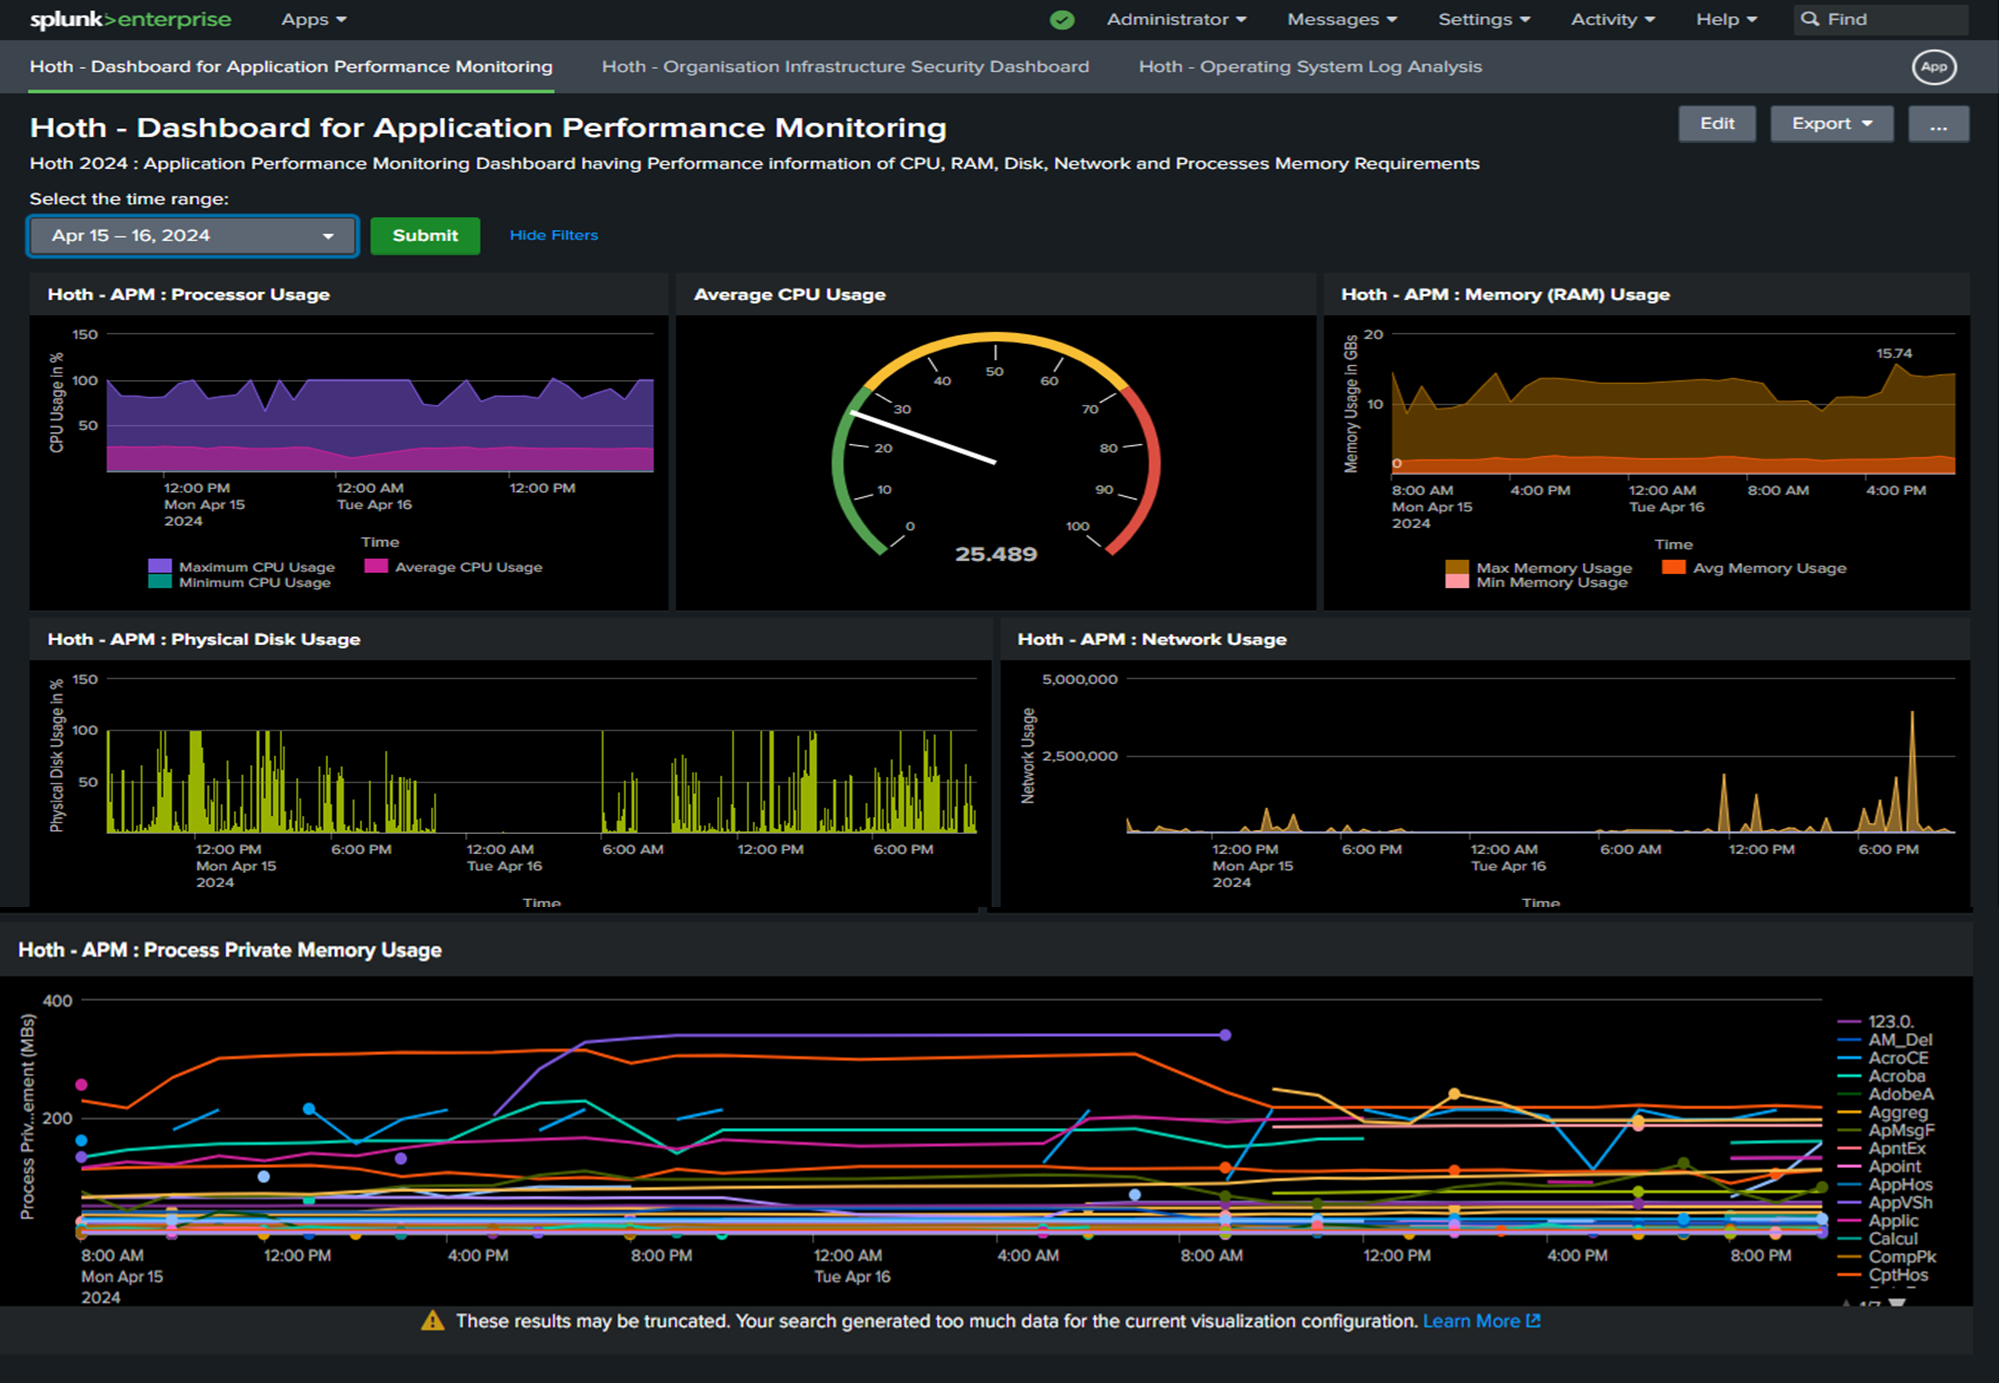 splunk>enterprise Apps Administrator Messages Settings Activity Help Find
Hoth - Dashboard for Application Performance Monitoring Hoth - Organisation Infrastructure Security Dashboard Hoth - Operating System Log Analysis App
Hoth - Dashboard for Application Performance Monitoring Edit Export ...
Hoth 2024 : Application Performance Monitoring Dashboard having Performance information of CPU, RAM, Disk, Network and Processes Memory Requirements
Select the time range:
Apr 15 – 16, 2024 Submit Hide Filters
Hoth - APM : Processor Usage
CPU Usage in %
150
100
50
12:00 PM 12:00 AM 12:00 PM
Mon Apr 15 Tue Apr 16
2024
Time
Maximum CPU Usage Average CPU Usage
Minimum CPU Usage
Average CPU Usage
0 10 20 30 40 50 60 70 80 90 100
25.489
Hoth - APM : Memory (RAM) Usage
Memory Usage in GBs
20
15.74
10
0
8:00 AM 4:00 PM 12:00 AM 8:00 AM 4:00 PM
Mon Apr 15 Tue Apr 16
2024
Time
Max Memory Usage Avg Memory Usage
Min Memory Usage
Hoth - APM : Physical Disk Usage
Physical Disk Usage in %
150
100
50
12:00 PM 6:00 PM 12:00 AM 6:00 AM 12:00 PM 6:00 PM
Mon Apr 15 Tue Apr 16
2024
Time
Hoth - APM : Network Usage
Network Usage
5,000,000
2,500,000
12:00 PM 6:00 PM 12:00 AM 6:00 AM 12:00 PM 6:00 PM
Mon Apr 15 Tue Apr 16
2024
Time
Hoth - APM : Process Private Memory Usage
Process Priv...ement (MBs)
400
200
8:00 AM 12:00 PM 4:00 PM 8:00 PM 12:00 AM 4:00 AM 8:00 AM 12:00 PM 4:00 PM 8:00 PM
Mon Apr 15 Tue Apr 16
2024
123.0.
AM_Del
AcroCE
Acroba
AdobeA
Aggreg
ApMsgF
ApntEx
Apoint
AppHos
AppVSh
Applic
Calcul
CompPk
CptHos
These results may be truncated. Your search generated too much data for the current visualization configuration. Learn More